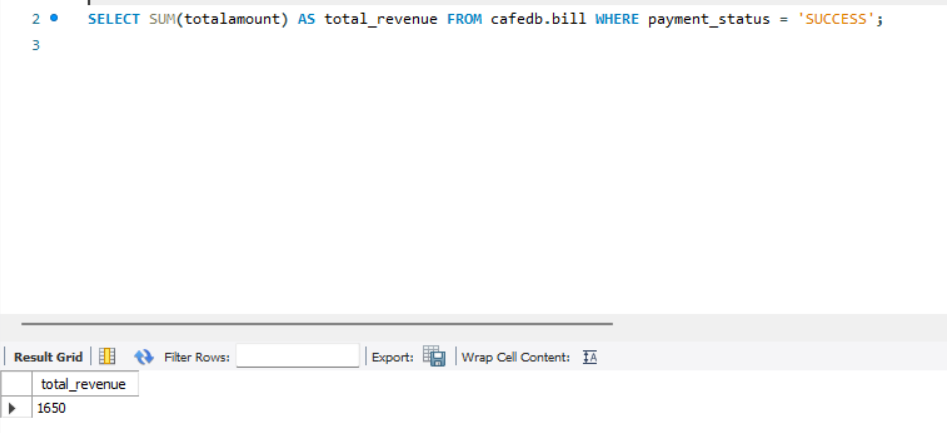 2 SELECT SUM(totalamount) AS total_revenue FROM cafedb.bill WHERE payment_status = 'SUCCESS';
3
Result Grid Filter Rows: Export: Wrap Cell Content: IA
total_revenue
1650